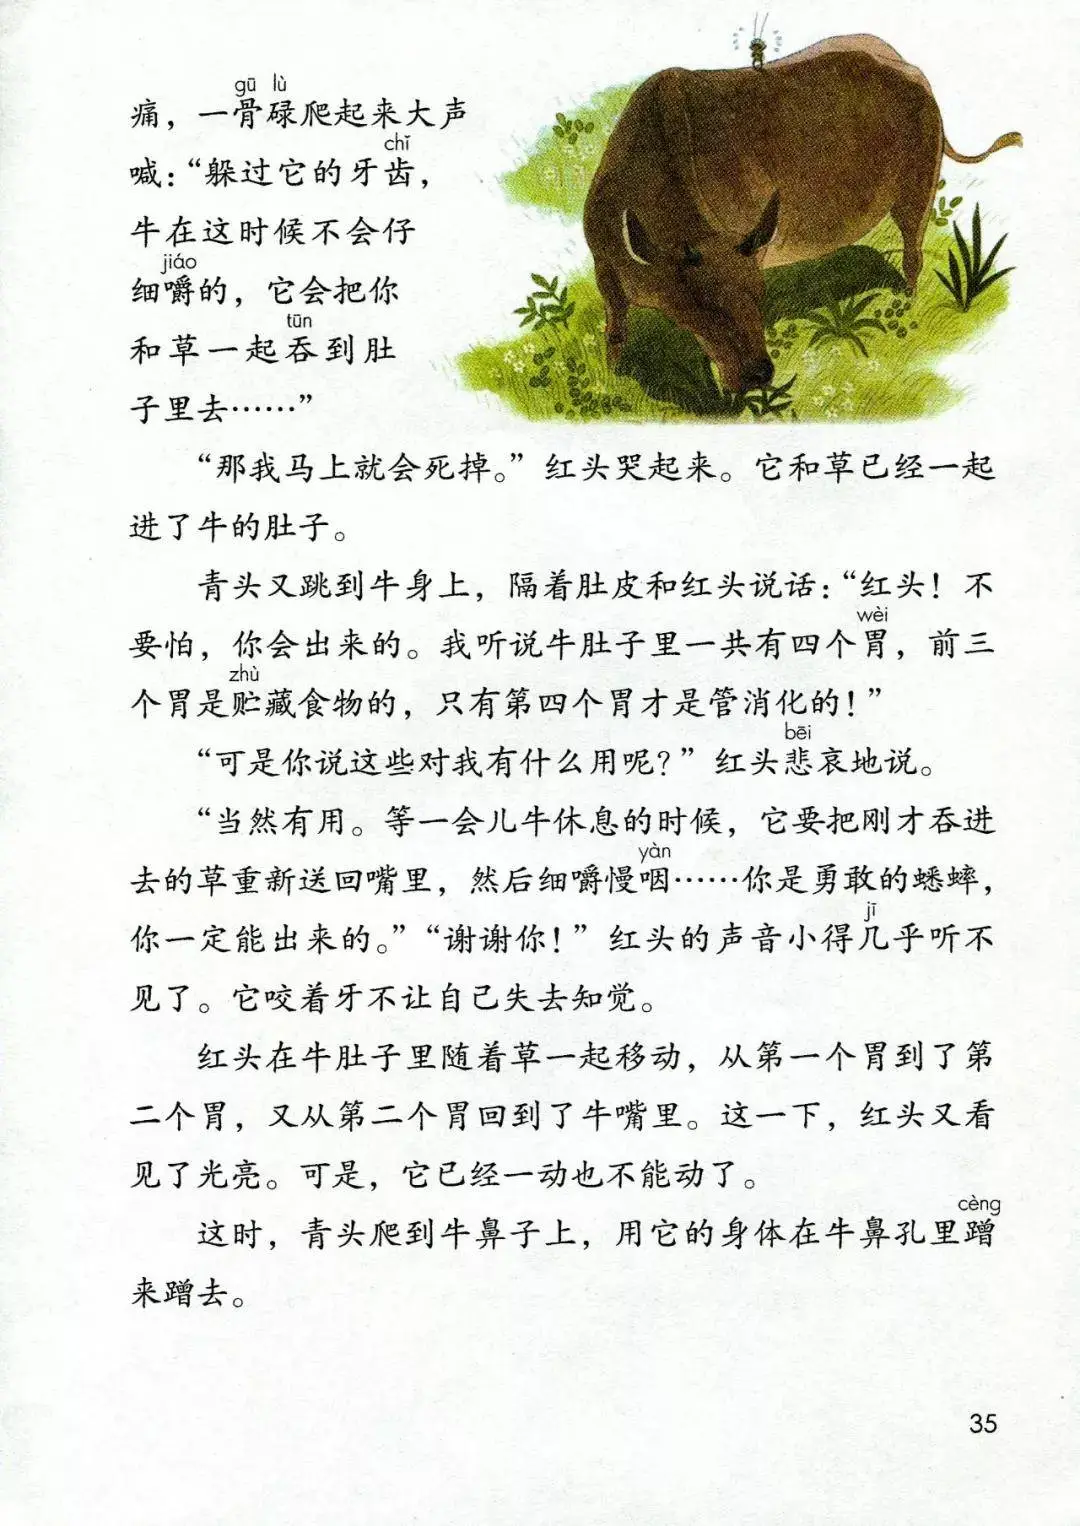 gū lù
痛，一骨碌爬起来大声
chǐ
喊：“躲过它的牙齿，
牛在这时候不会仔
jiáo
细嚼的，它会把你
tūn
和草一起吞到肚
子里去……”
“那我马上就会死掉。”红头哭起来。它和草已经一起
进了牛的肚子。
青头又跳到牛身上，隔着肚皮和红头说话：“红头！不
wèi
要怕，你会出来的。我听说牛肚子里一共有四个胃，前三
zhù
个胃是贮藏食物的，只有第四个胃才是管消化的！”
bēi
“可是你说这些对我有什么用呢？”红头悲哀地说。
“当然有用。等一会儿牛休息的时候，它要把刚才吞进
yàn
去的草重新送回嘴里，然后细嚼慢咽……你是勇敢的蟋蟀，
jī
你一定能出来的。”“谢谢你！”红头的声音小得几乎听不
见了。它咬着牙不让自己失去知觉。
红头在牛肚子里随着草一起移动，从第一个胃到了第
二个胃，又从第二个胃回到了牛嘴里。这一下，红头又看
见了光亮。可是，它已经一动也不能动了。
cèng
这时，青头爬到牛鼻子上，用它的身体在牛鼻孔里蹭
来蹭去。
35